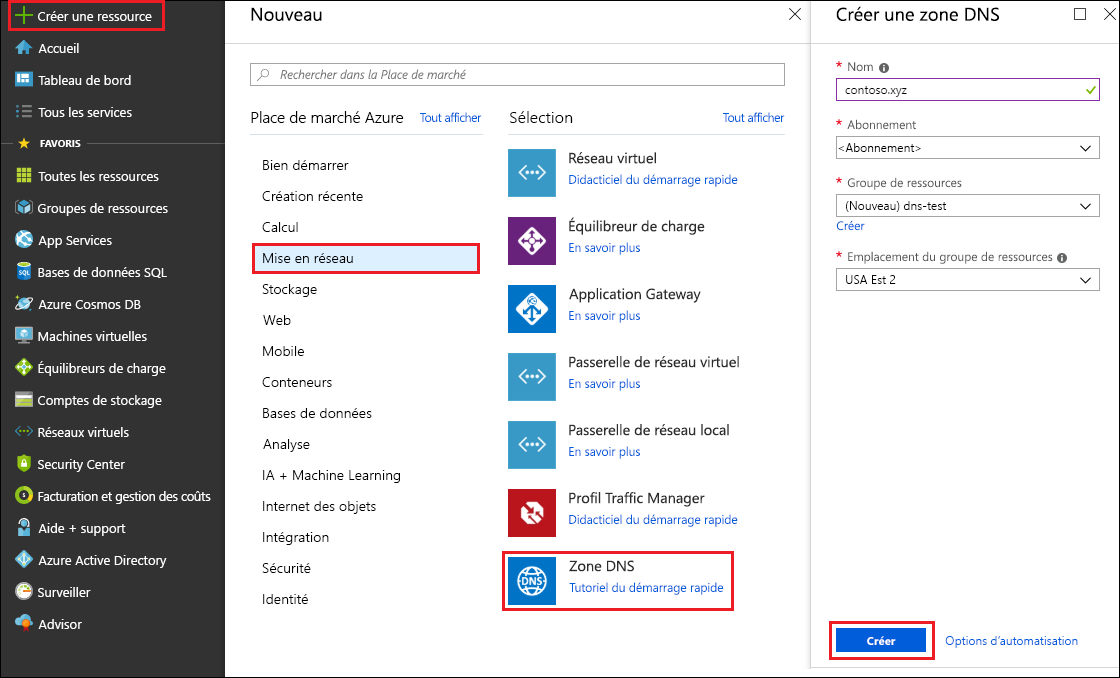 Créer une ressource
Accueil
Tableau de bord
Tous les services
FAVORIS
Toutes les ressources
Groupes de ressources
App Services
Bases de données SQL
Azure Cosmos DB
Machines virtuelles
Équilibreurs de charge
Comptes de stockage
Réseaux virtuels
Security Center
Facturation et gestion des coûts
Aide + support
Azure Active Directory
Surveiller
Advisor
Nouveau
Rechercher dans la Place de marché
Place de marché Azure Tout afficher
Bien démarrer
Création récente
Calcul
Mise en réseau
Stockage
Web
Mobile
Conteneurs
Bases de données
Analyse
IA + Machine Learning
Internet des objets
Intégration
Sécurité
Identité
Sélection Tout afficher
Réseau virtuel
Didacticiel du démarrage rapide
Équilibreur de charge
En savoir plus
Application Gateway
En savoir plus
Passerelle de réseau virtuel
En savoir plus
Passerelle de réseau local
En savoir plus
Profil Traffic Manager
Didacticiel du démarrage rapide
DNS
Zone DNS
Tutoriel du démarrage rapide
Créer une zone DNS
* Nom
contoso.xyz
* Abonnement
<Abonnement>
* Groupe de ressources
(Nouveau) dns-test
Créer
* Emplacement du groupe de ressources
USA Est 2
Créer Options d'automatisation